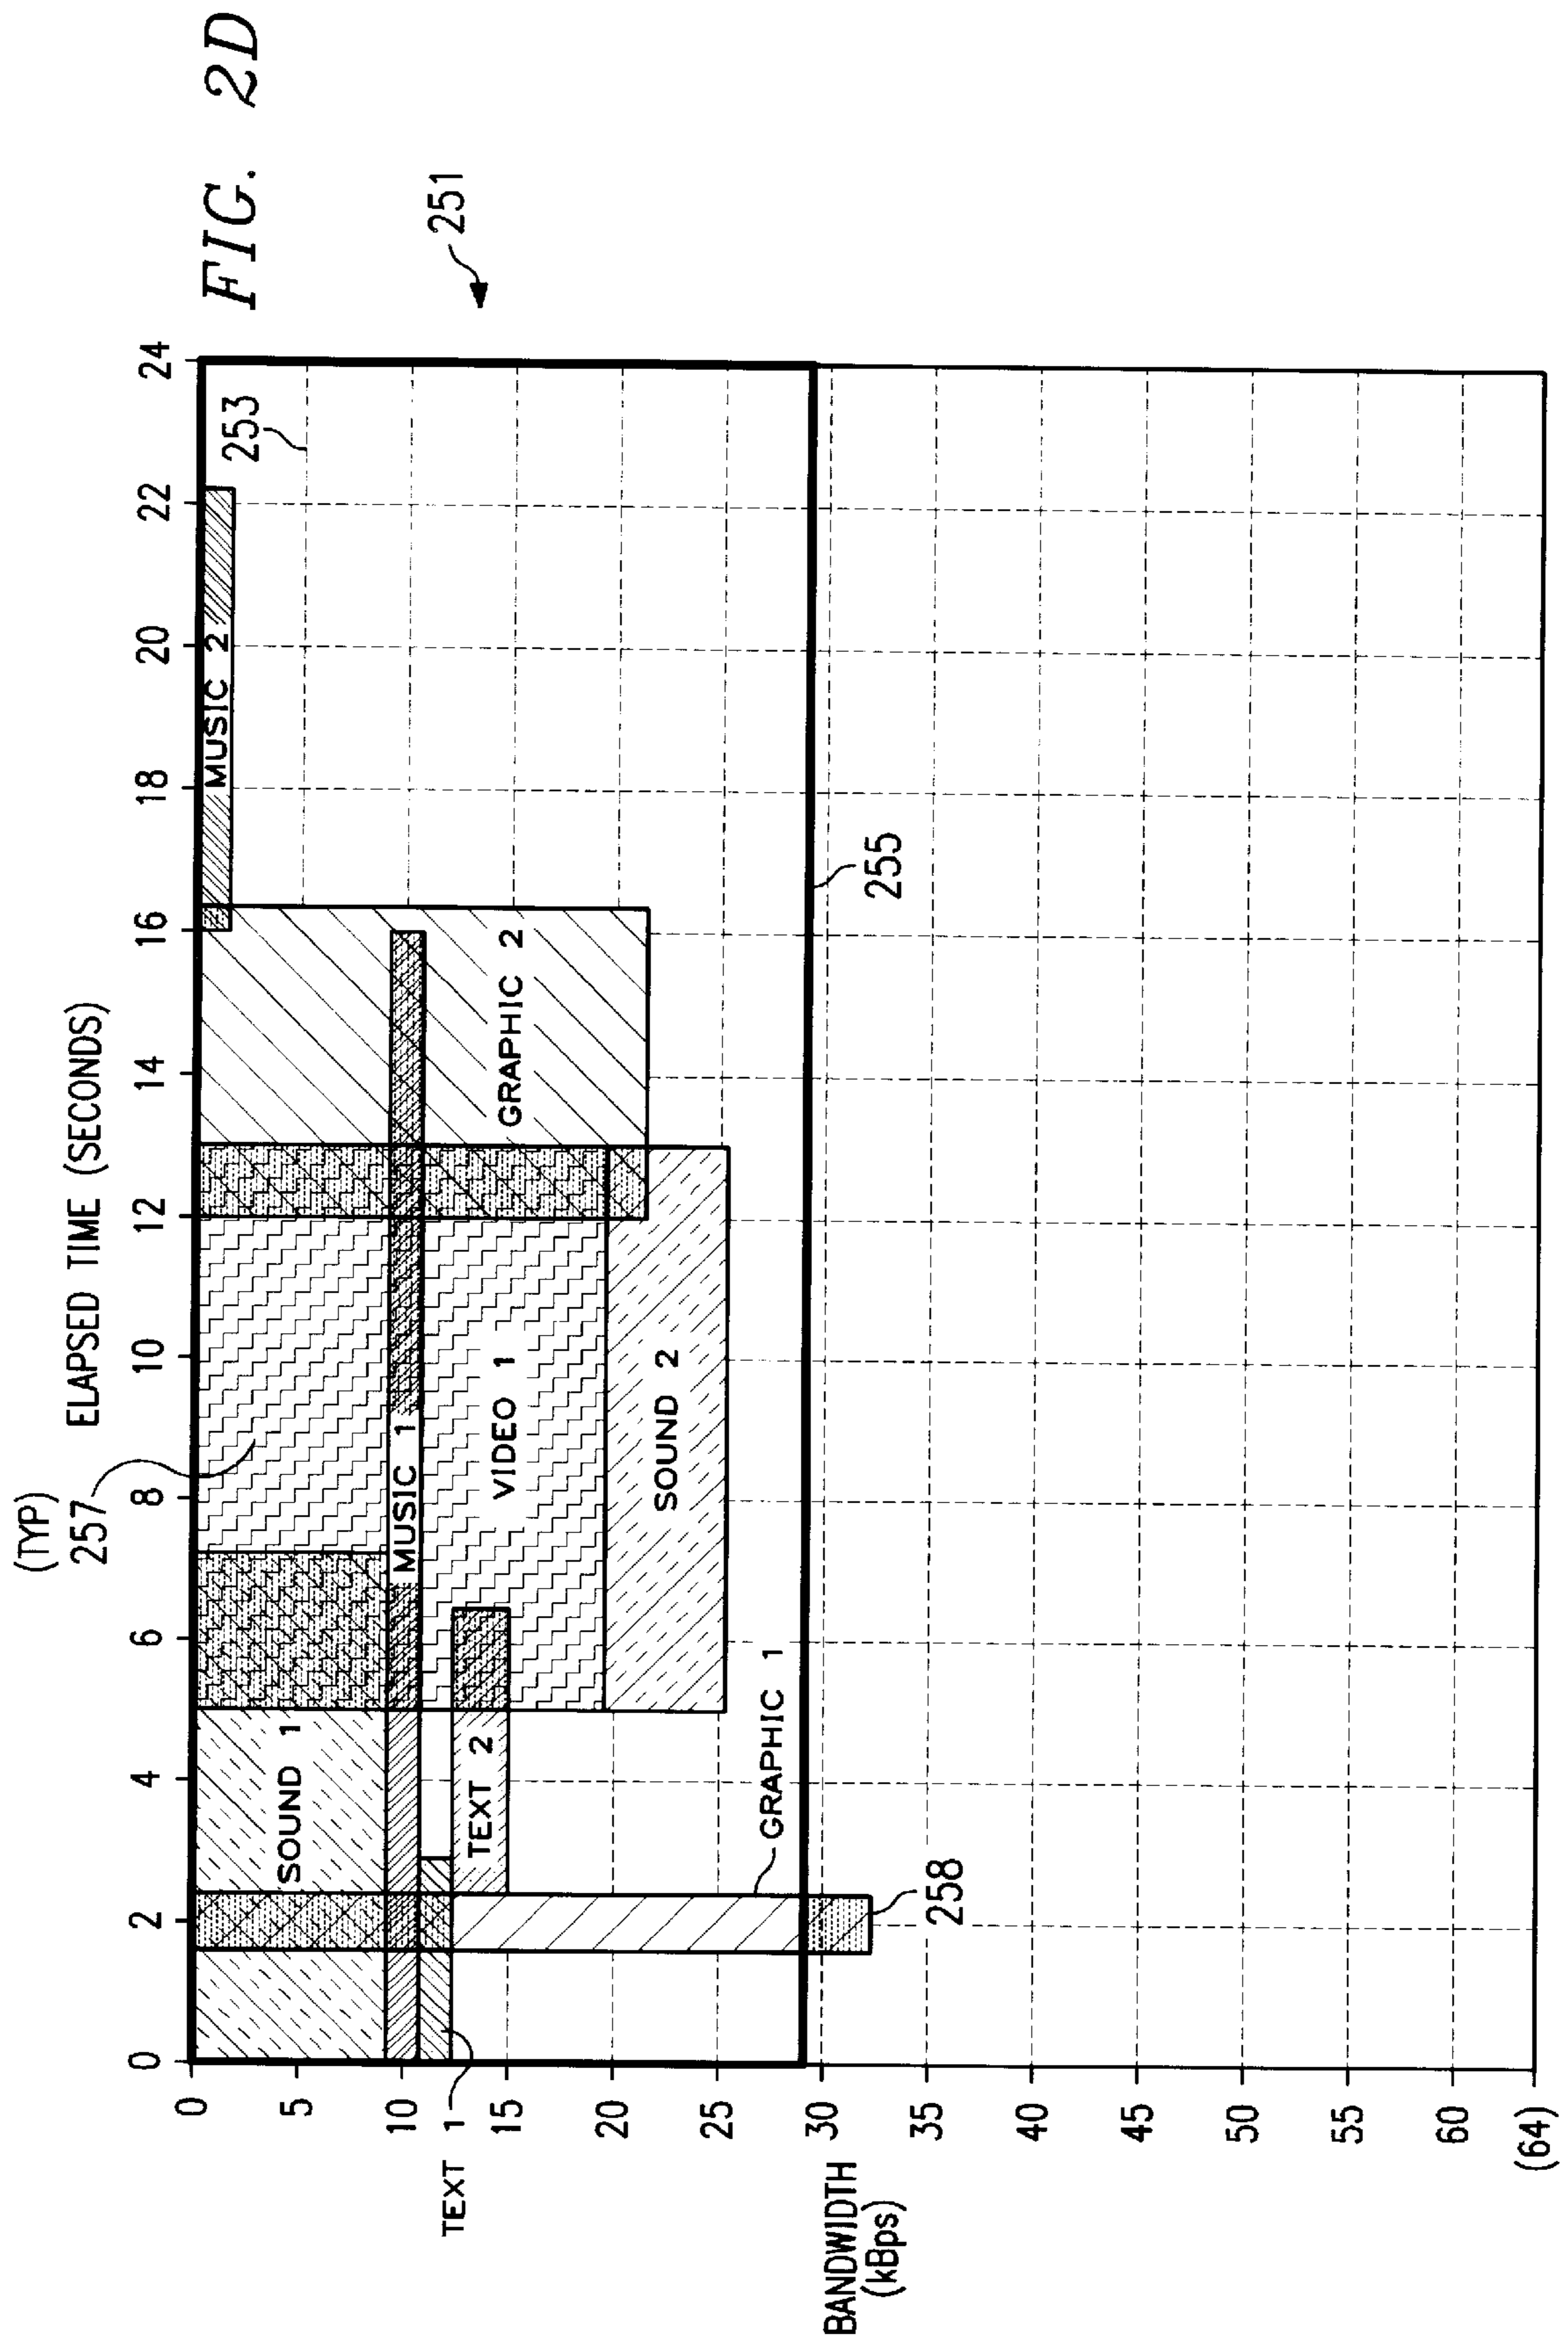 FIG. 2D
251
(TYP)
257
ELAPSED TIME (SECONDS)
0 2 4 6 8 10 12 14 16 18 20 22 24
253
MUSIC 2
SOUND 1
MUSIC 1
VIDEO 1
GRAPHIC 2
TEXT 2
SOUND 2
TEXT 1
GRAPHIC 1
255
258
0
5
10
15
20
25
30
35
40
45
50
55
60
(64)
BANDWIDTH
(kBps)